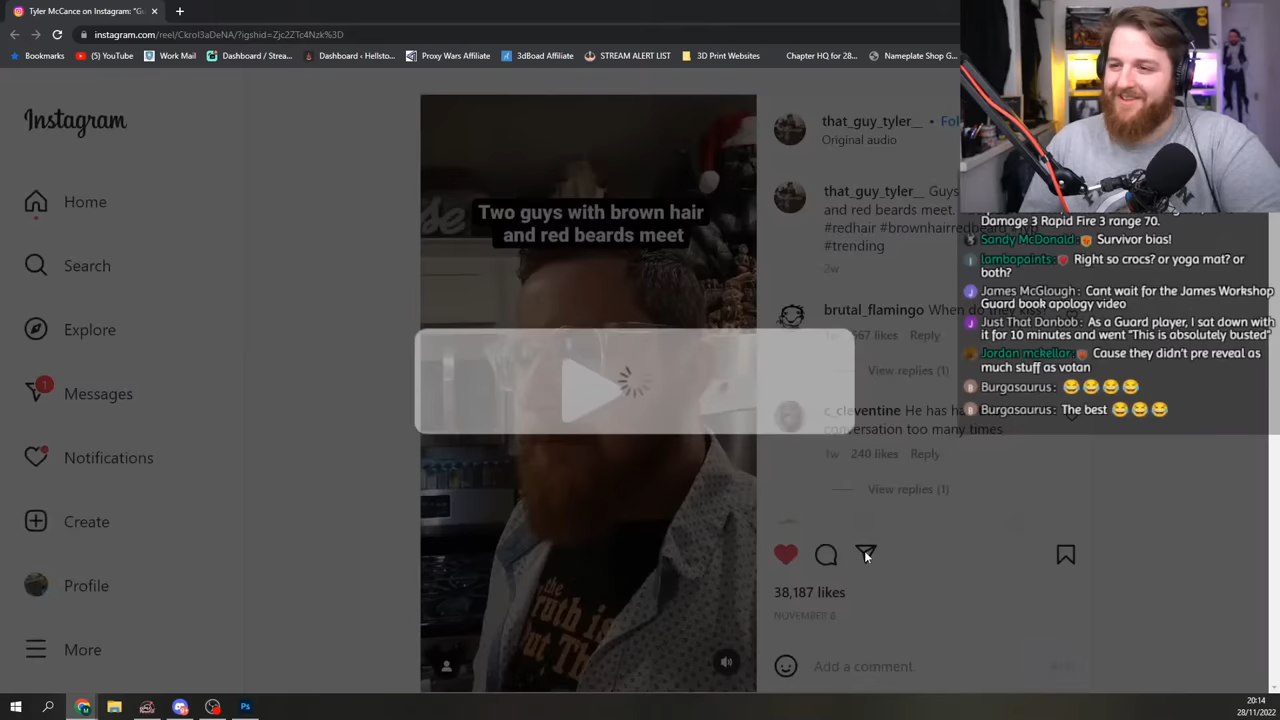 Tyler McCance on Instagram: "G
instagram.com/reel/Ckrol3aDeNA/?igshid=Zjc2ZTc4Nzk%3D
Bookmarks
(5) YouTube
Work Mail
Dashboard / Strea...
Dashboard ‹ Hellsto...
Proxy Wars Affiliate
3dBoad Affiliate
STREAM ALERT LIST
3D Print Websites
Chapter HQ for 28...
Nameplate Shop G...
Instagram
Home
Search
Explore
1
Messages
Notifications
Create
Profile
More
Two guys with brown hair
and red beards meet
that_guy_tyler__ • Fol
Original audio
that_guy_tyler__ Guys
and red beards meet.
#redhair #brownhairredbeard
#trending
2w
brutal_flamingo When do they kiss?
567 likes Reply
View replies (1)
c_cleventine He has ha
conversation too many times
1w 240 likes Reply
View replies (1)
38,187 likes
NOVEMBER 6
Add a comment
Damage 3 Rapid Fire 3 range 70.
Sandy McDonald: Survivor bias!
lambopaints: Right so crocs? or yoga mat? or
both?
James McGlough: Cant wait for the James Workshop
Guard book apology video
Just That Danbob: As a Guard player, I sat down with
it for 10 minutes and went "This is absolutely busted"
Jordan mckellar: Cause they didn't pre reveal as
much stuff as votan
Burgasaurus: 😂😂😂😂
Burgasaurus: The best 😂😂😂
20:14
28/11/2022